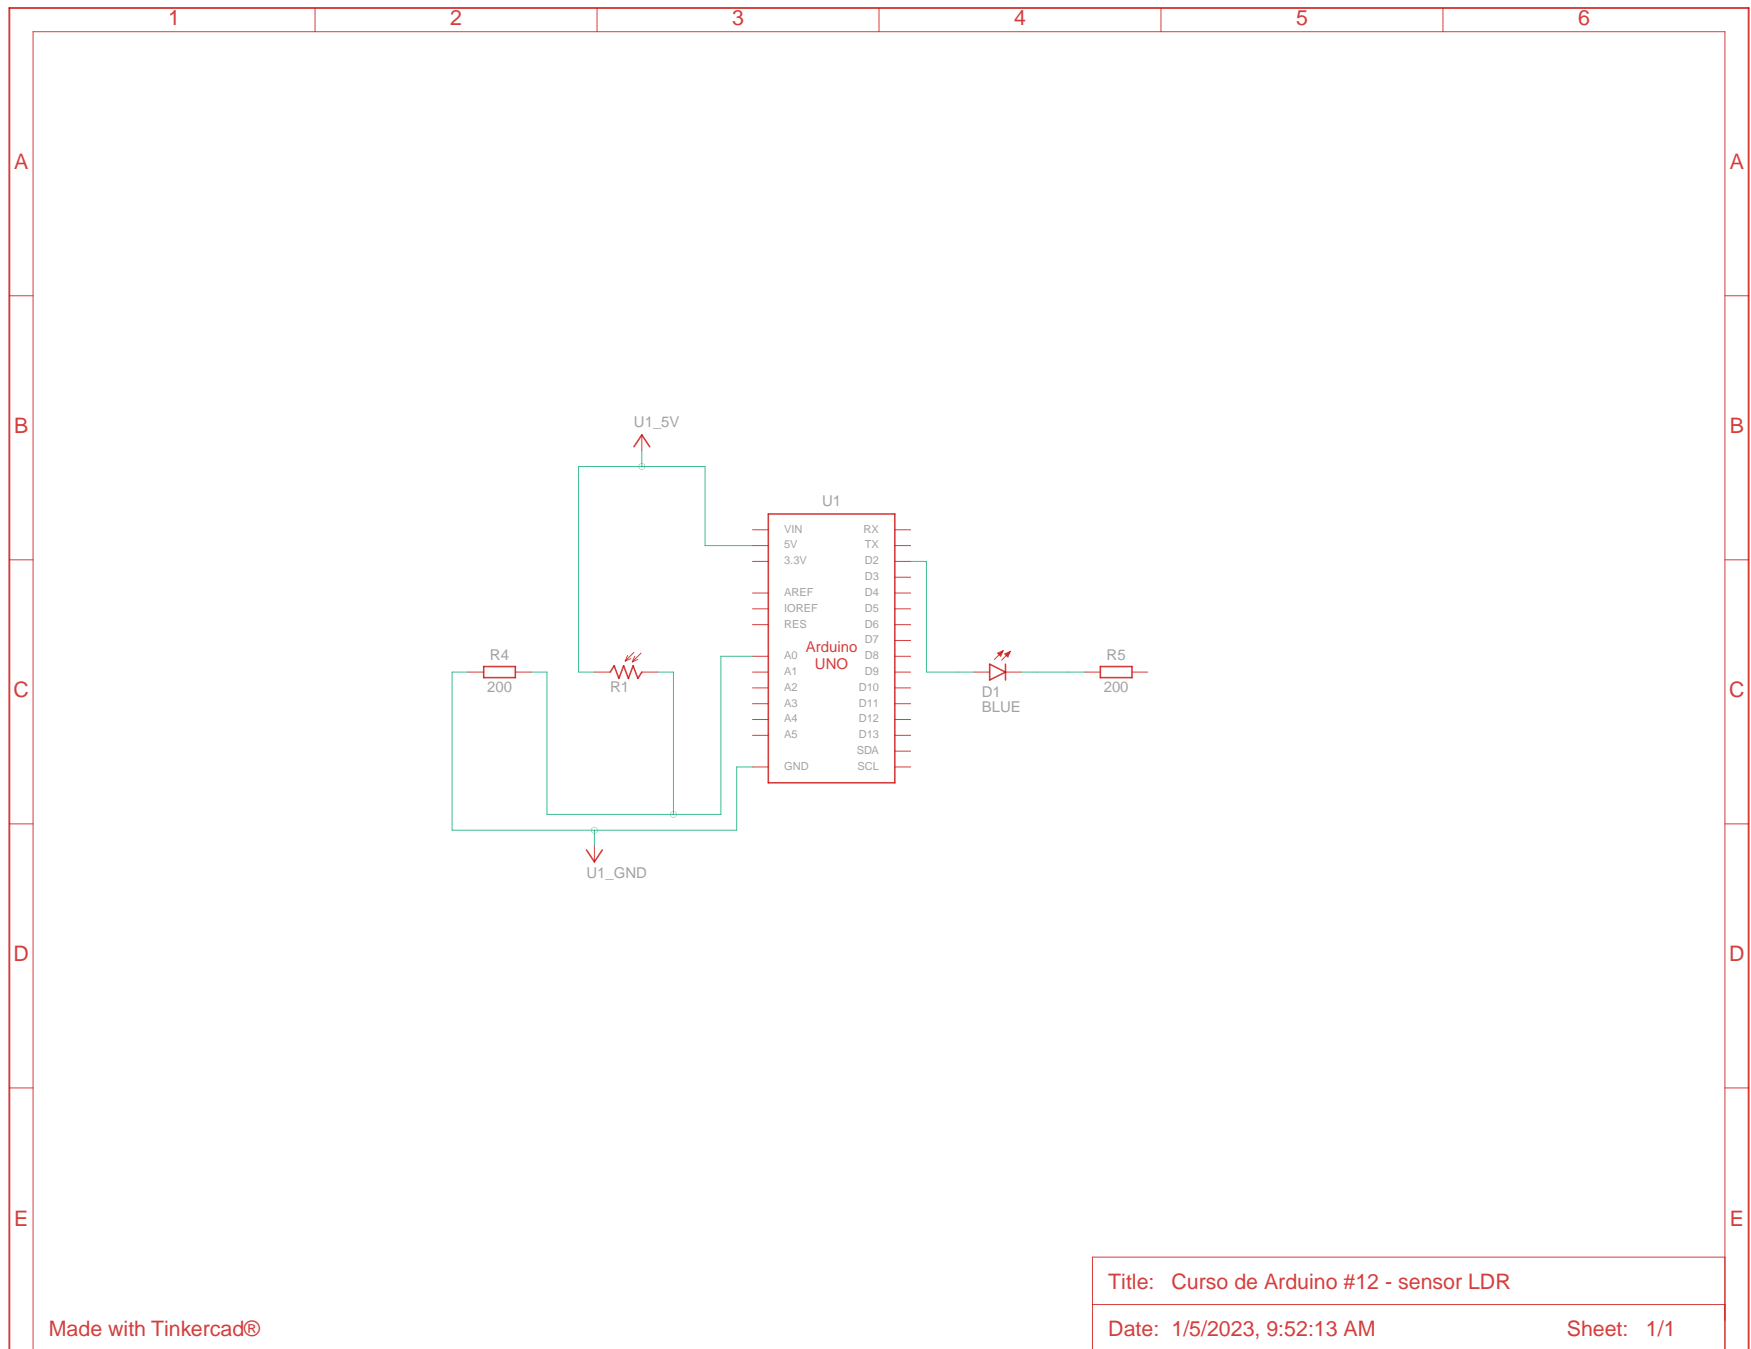 1 2 3 4 5 6
A A
B B
U1_5V
U1
VIN RX
5V TX
3.3V D2
D3
AREF D4
IOREF D5
RES D6
D7
Arduino
UNO
A0 D8
A1 D9
A2 D10
A3 D11
A4 D12
A5 D13
SDA
GND SCL
R4
200
R1
D1
BLUE
R5
200
C C
U1_GND
D D
E E
Title: Curso de Arduino #12 - sensor LDR
Made with Tinkercad®
Date: 1/5/2023, 9:52:13 AM Sheet: 1/1